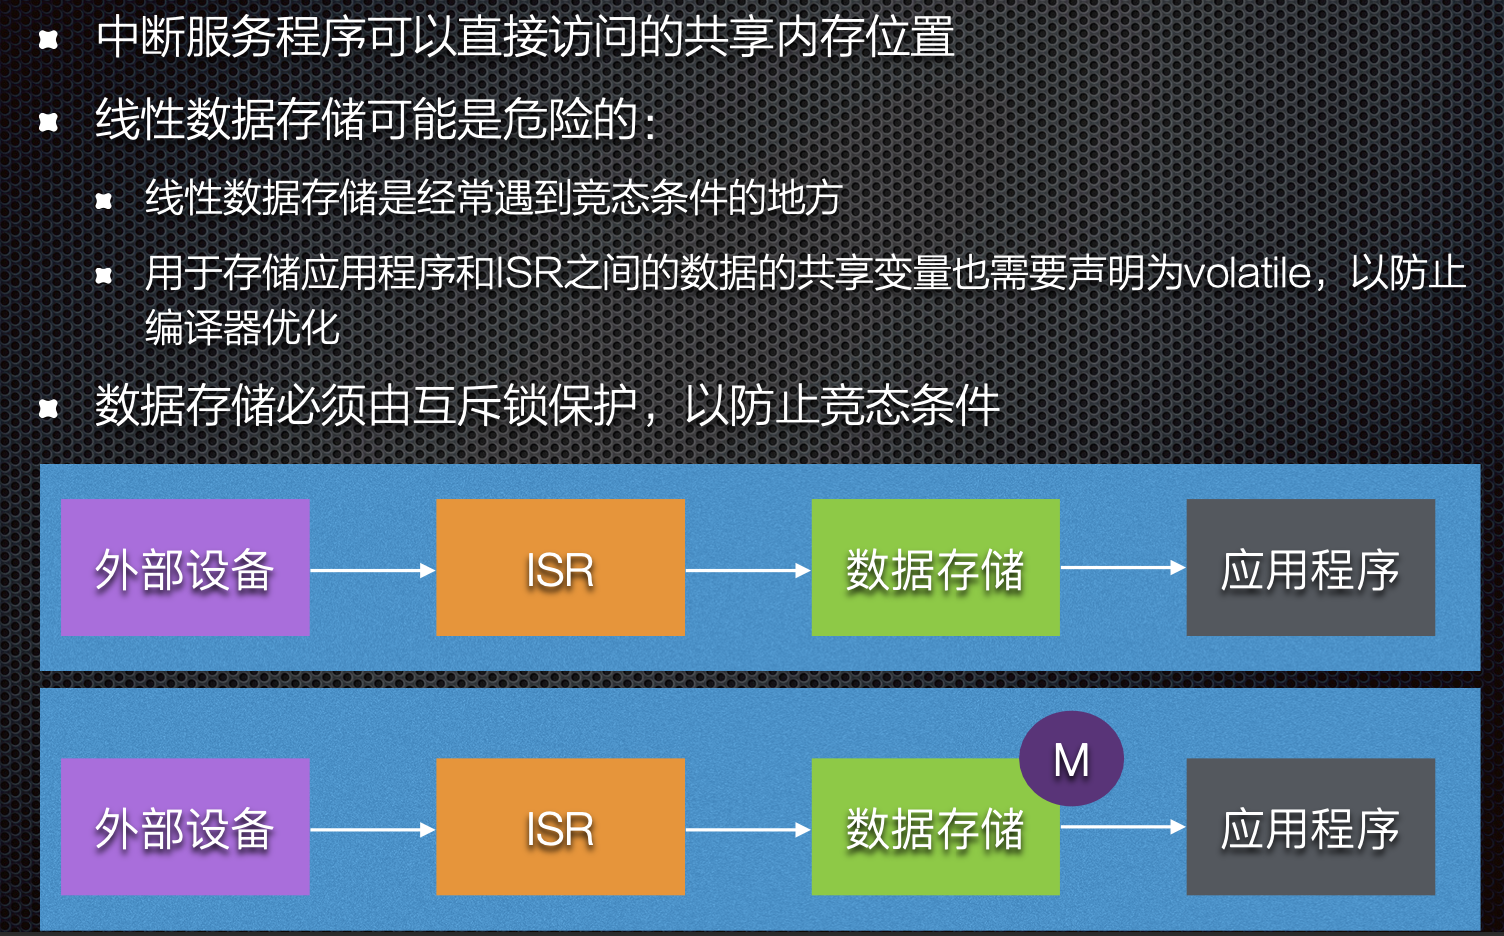 中断服务程序可以直接访问的共享内存位置
线性数据存储可能是危险的：
线性数据存储是经常遇到竞态条件的地方
用于存储应用程序和ISR之间的数据的共享变量也需要声明为volatile，以防止
编译器优化
数据存储必须由互斥锁保护，以防止竞态条件
外部设备
ISR
数据存储
应用程序
M
外部设备
ISR
数据存储
应用程序